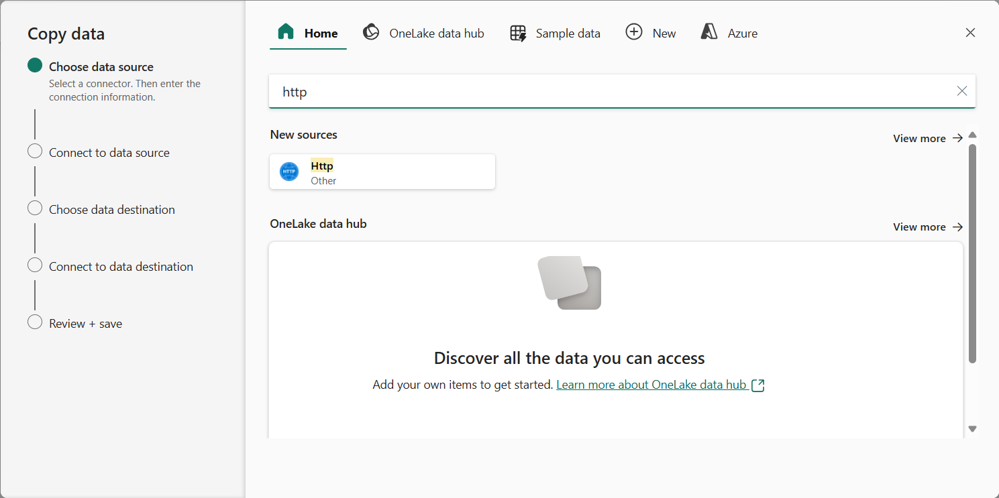 Copy data
Choose data source
Select a connector. Then enter the
connection information.
Connect to data source
Choose data destination
Connect to data destination
Review + save
Home
OneLake data hub
Sample data
New
Azure
http
New sources
View more
HTTP
Http
Other
OneLake data hub
View more
Discover all the data you can access
Add your own items to get started. Learn more about OneLake data hub